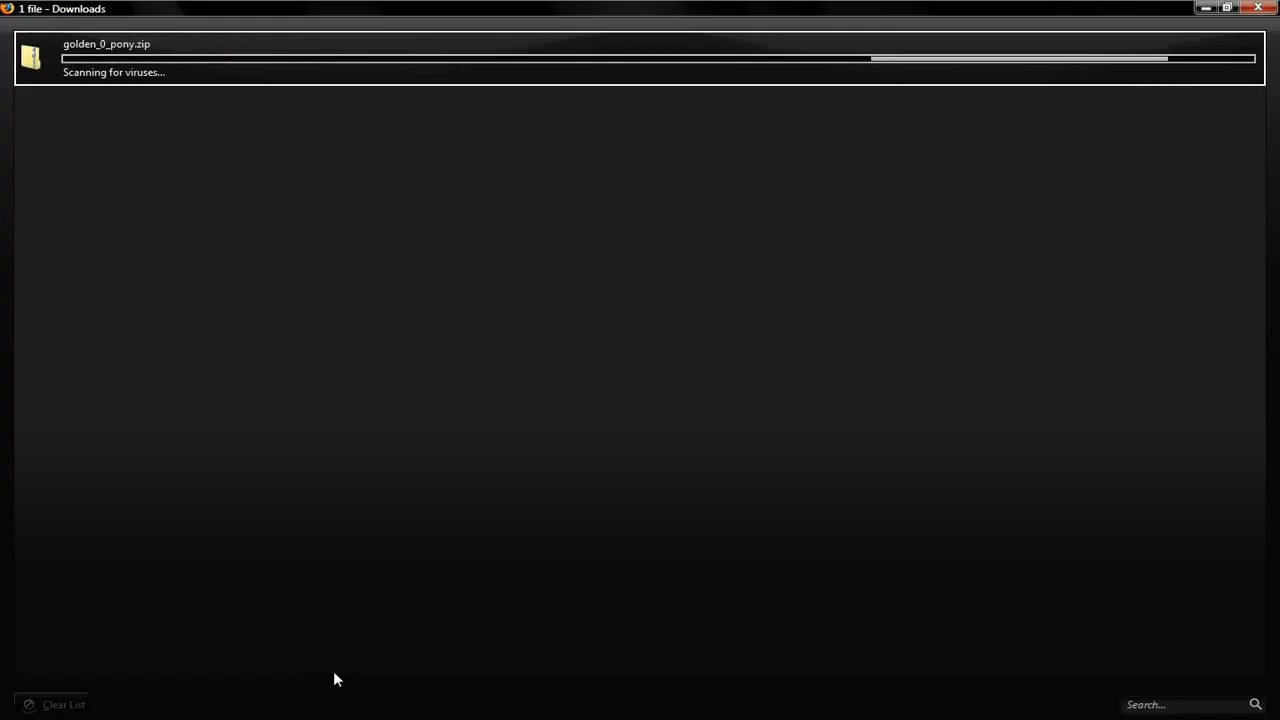 1 file - Downloads
golden_0_pony.zip
Scanning for viruses...
Clear List
Search...